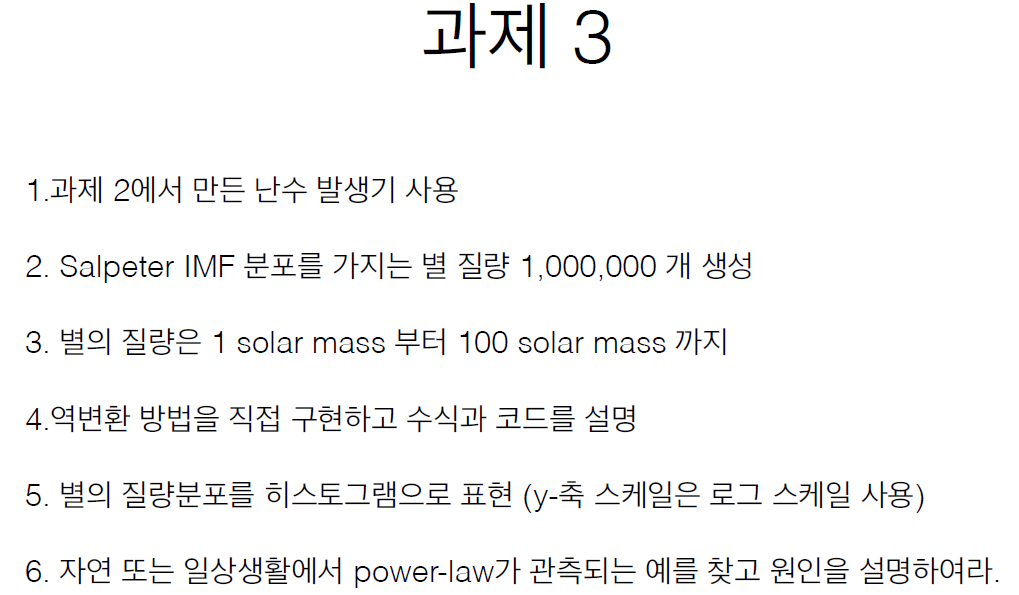 과제 3
1.과제 2에서 만든 난수 발생기 사용
2. Salpeter IMF 분포를 가지는 별 질량 1,000,000 개 생성
3. 별의 질량은 1 solar mass 부터 100 solar mass 까지
4.역변환 방법을 직접 구현하고 수식과 코드를 설명
5. 별의 질량분포를 히스토그램으로 표현 (y-축 스케일은 로그 스케일 사용)
6. 자연 또는 일상생활에서 power-law가 관측되는 예를 찾고 원인을 설명하여라.